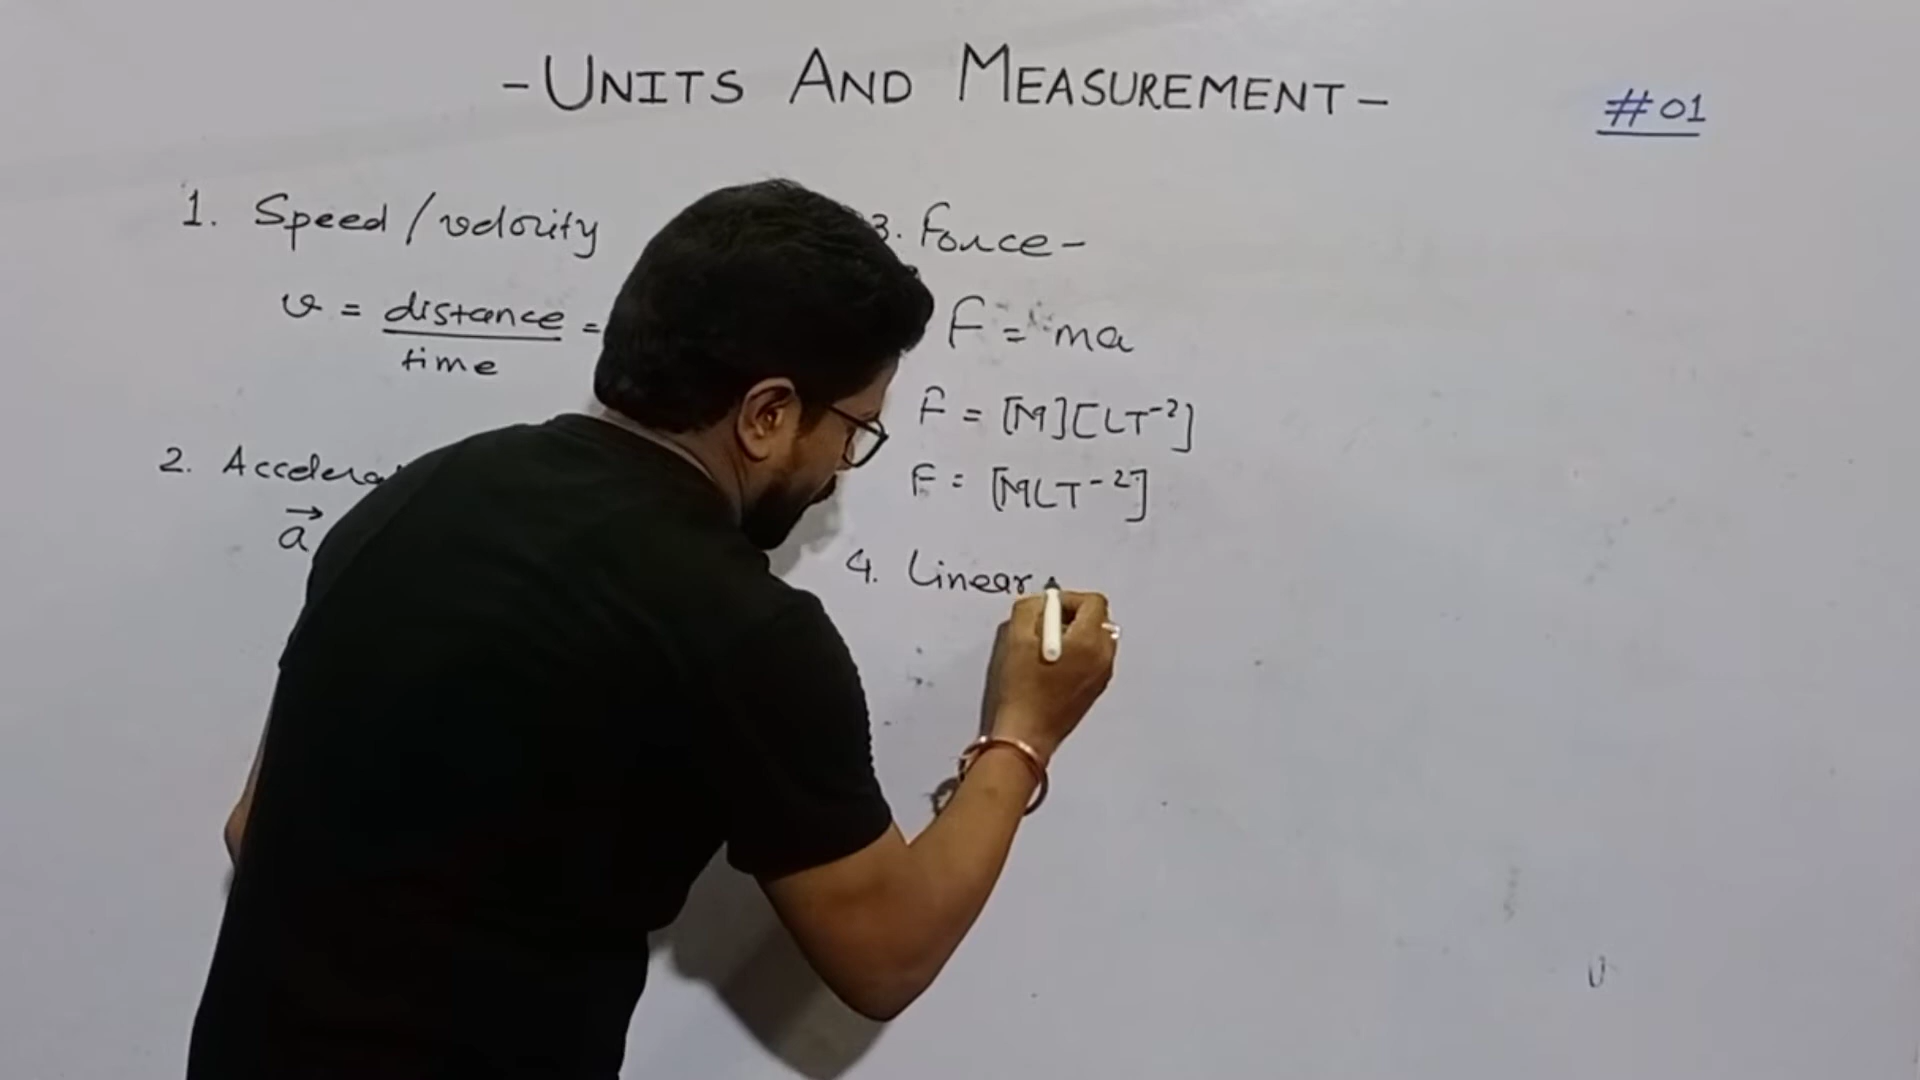 - UNITS AND MEASUREMENT -
#01
1. Speed / velocity
v = distance =
time
2. Accelera
a
3. Force -
F = ma
F = [M][LT⁻²]
F = [MLT⁻²]
4. Linear